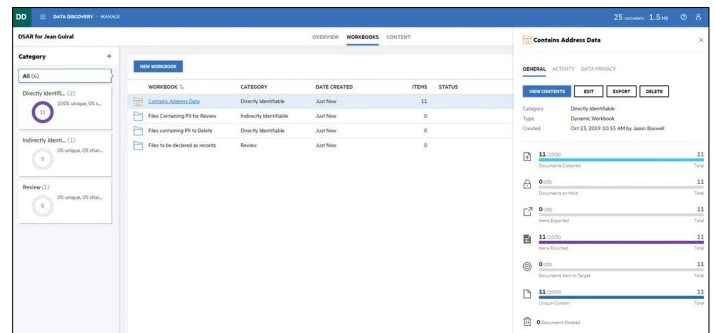 DD DATA DISCOVERY › MANAGE 25 DOCUMENTS 1.5 MB
DSAR for Jean Guiral
OVERVIEW WORKBOOKS CONTENT
Category +
All (4)
Directly Identifi... (2)
100% unique, 0% s...
11
Indirectly Identi... (1)
0% unique, 0% shar...
0
Review (1)
0% unique, 0% shar...
0
NEW WORKBOOK
WORKBOOK CATEGORY DATE CREATED ITEMS STATUS
Contains Address Data Directly Identifiable Just Now 11
Files Containing PII for Review Indirectly Identifiable Just Now 0
Files containing PII to Delete Directly Identifiable Just Now 0
Files to be declared as records Review Just Now 0
Contains Address Data ×
GENERAL ACTIVITY DATA PRIVACY
VIEW CONTENTS EDIT EXPORT DELETE
Category Directly Identifiable
Type Dynamic Workbook
Created Oct 23, 2019 10:55 AM by Jason Baswell
11 (100%) 11
Documents Collected Total
0 (0%) 11
Documents on Hold Total
0 (0%) 11
Items Exported Total
11 (100%) 11
Items Enriched Total
0 (0%) 11
Documents Sent to Target Total
11 (100%) 11
Unique Content Total
0 Documents Deleted